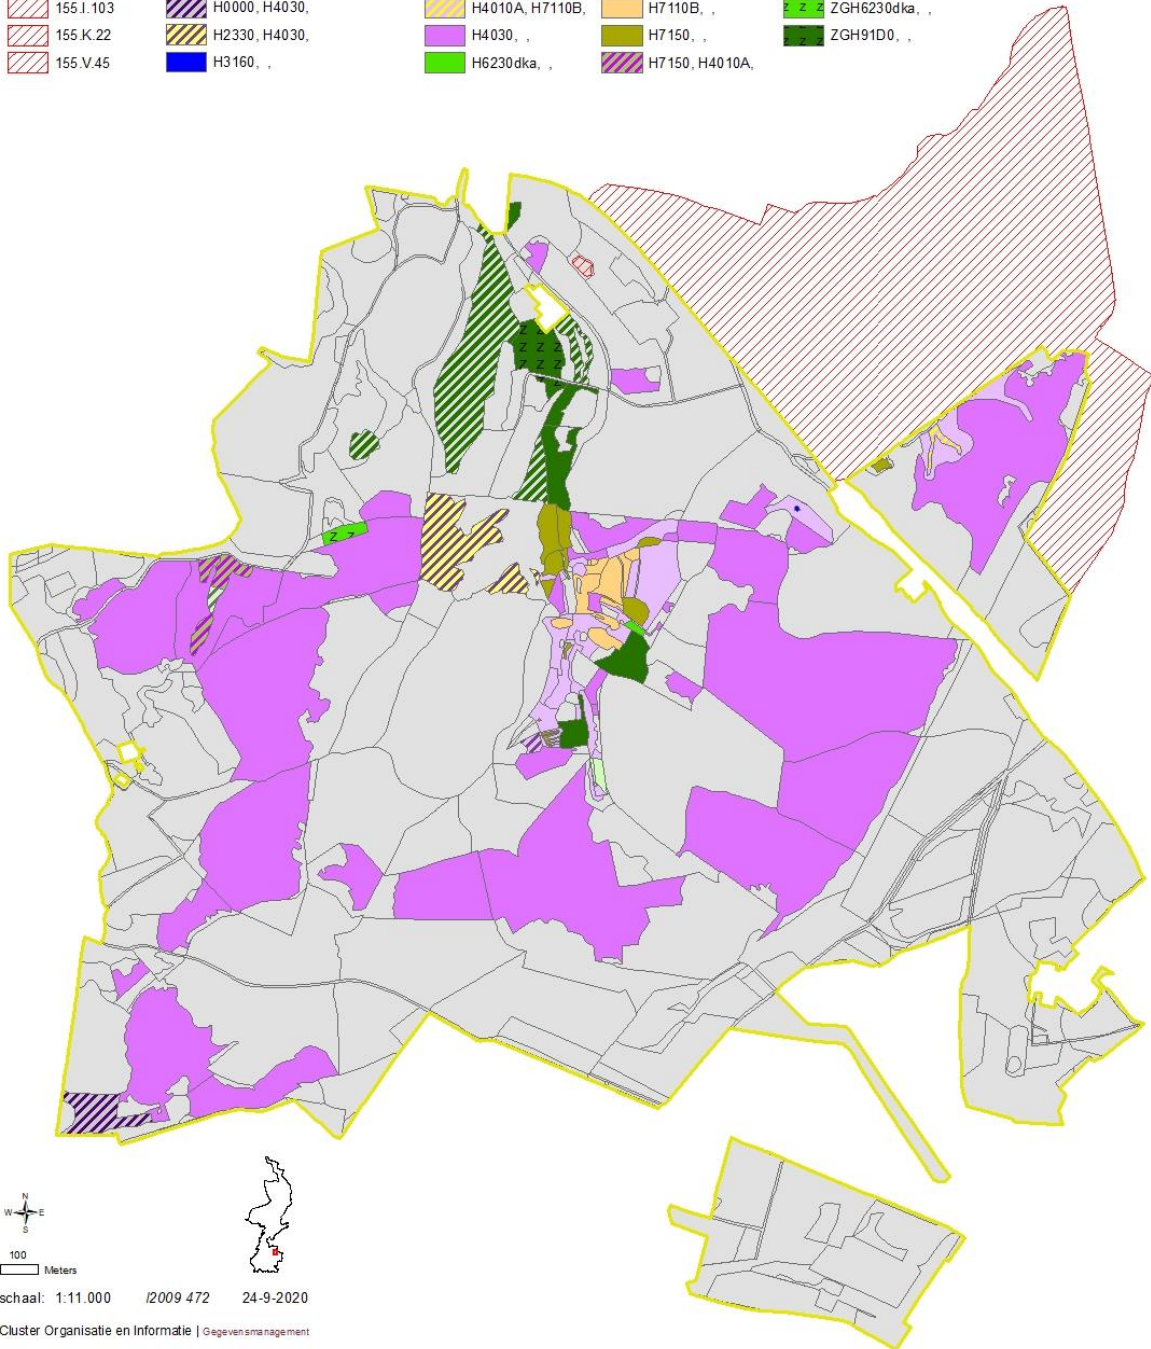 155.I.103 H0000, H4030, H4010A, H7110B, H7110B, , ZGH6230dka, ,
155.K.22 H2330, H4030, H4030, , H7150, , ZGH91D0, ,
155.V.45 H3160, , H6230dka, , H7150, H4010A,
z z z
z z z
z z z
z z z
Z Z
Z Z
Z Z
Z
Z
Z Z
N
W E
S
100
Meters
schaal: 1:11.000 I2009 472 24-9-2020
Cluster Organisatie en Informatie | Gegevensmanagement